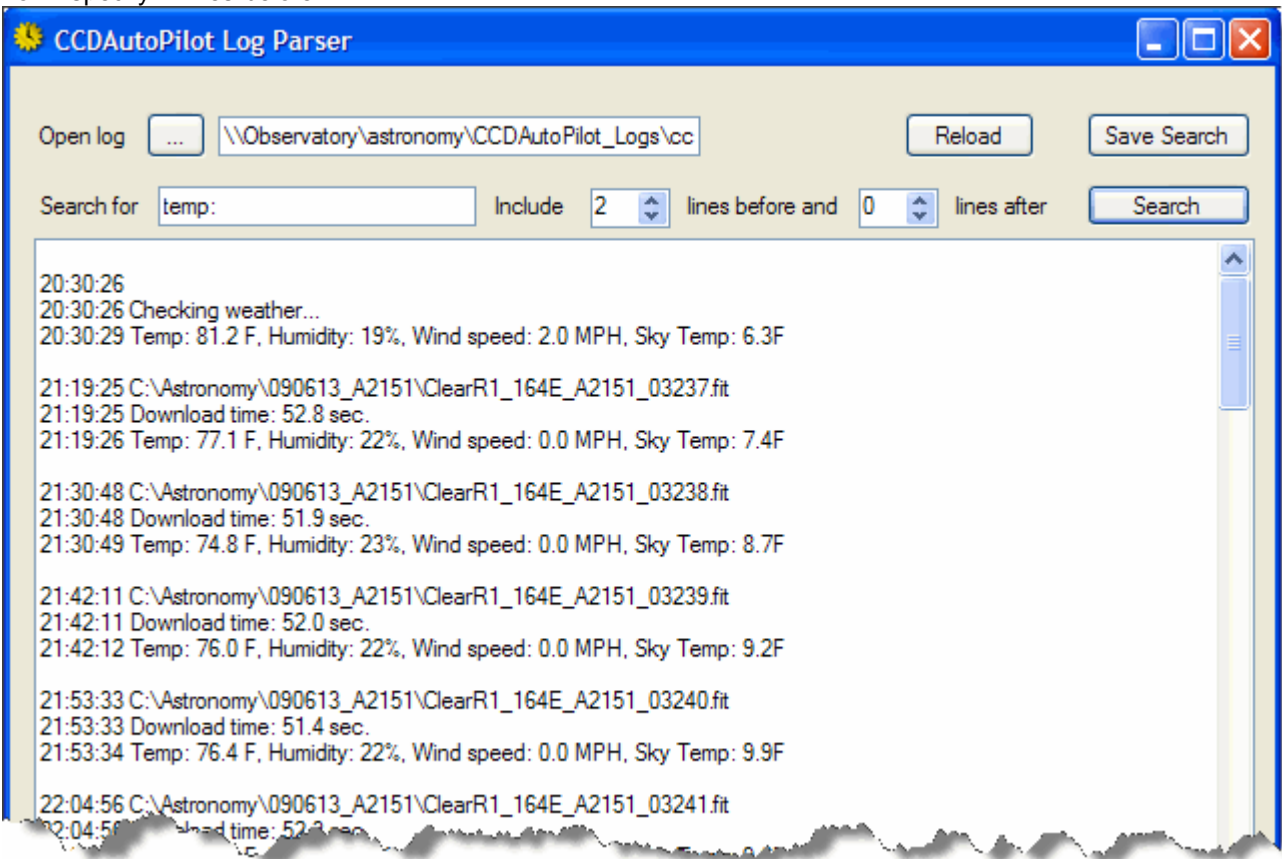 CCDAutoPilot Log Parser
Open log ... \\Observatory\astronomy\CCDAutoPilot_Logs\cc Reload Save Search
Search for temp: Include 2 lines before and 0 lines after Search
20:30:26
20:30:26 Checking weather...
20:30:29 Temp: 81.2 F, Humidity: 19%, Wind speed: 2.0 MPH, Sky Temp: 6.3F
21:19:25 C:\Astronomy\090613_A2151\ClearR1_164E_A2151_03237.fit
21:19:25 Download time: 52.8 sec.
21:19:26 Temp: 77.1 F, Humidity: 22%, Wind speed: 0.0 MPH, Sky Temp: 7.4F
21:30:48 C:\Astronomy\090613_A2151\ClearR1_164E_A2151_03238.fit
21:30:48 Download time: 51.9 sec.
21:30:49 Temp: 74.8 F, Humidity: 23%, Wind speed: 0.0 MPH, Sky Temp: 8.7F
21:42:11 C:\Astronomy\090613_A2151\ClearR1_164E_A2151_03239.fit
21:42:11 Download time: 52.0 sec.
21:42:12 Temp: 76.0 F, Humidity: 22%, Wind speed: 0.0 MPH, Sky Temp: 9.2F
21:53:33 C:\Astronomy\090613_A2151\ClearR1_164E_A2151_03240.fit
21:53:33 Download time: 51.4 sec.
21:53:34 Temp: 76.4 F, Humidity: 22%, Wind speed: 0.0 MPH, Sky Temp: 9.9F
22:04:56 C:\Astronomy\090613_A2151\ClearR1_164E_A2151_03241.fit
time: